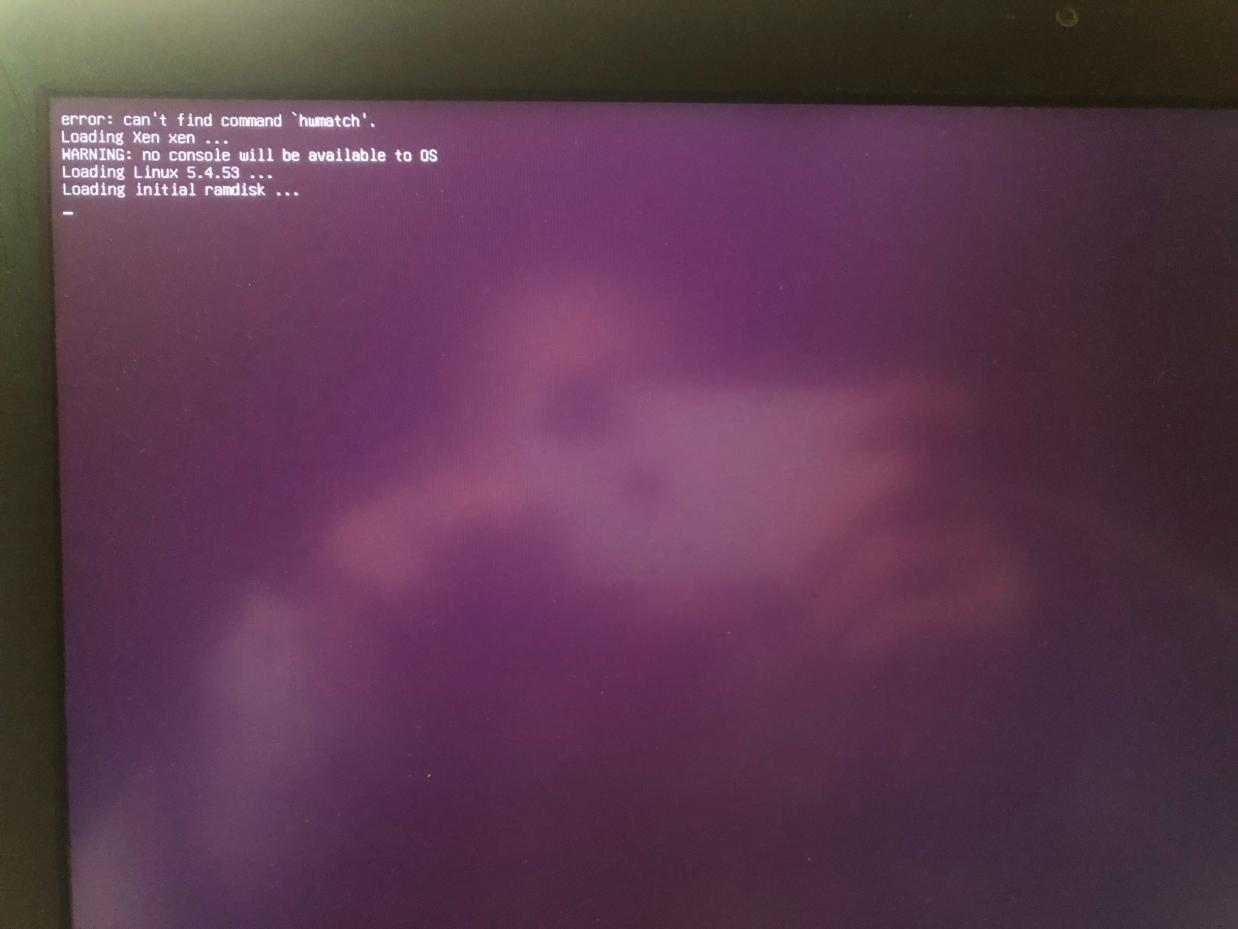 error: can't find command `hwmatch'.
Loading Xen xen ...
WARNING: no console will be available to OS
Loading Linux 5.4.53 ...
Loading initial ramdisk ...